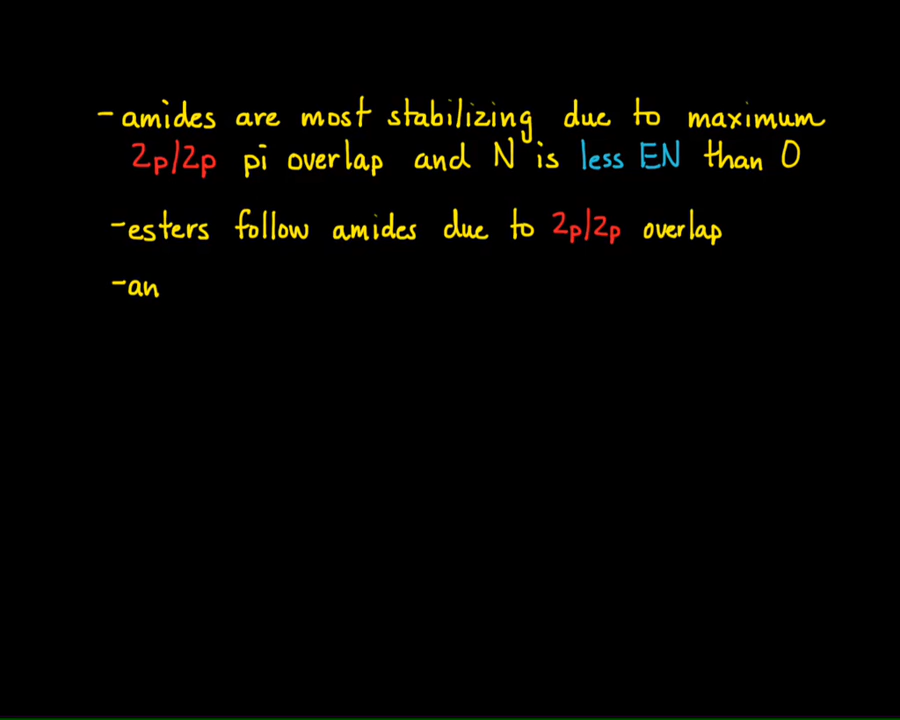 - amides are most stabilizing due to maximum
2p/2p pi overlap and N is less EN than O
- esters follow amides due to 2p/2p overlap
- an